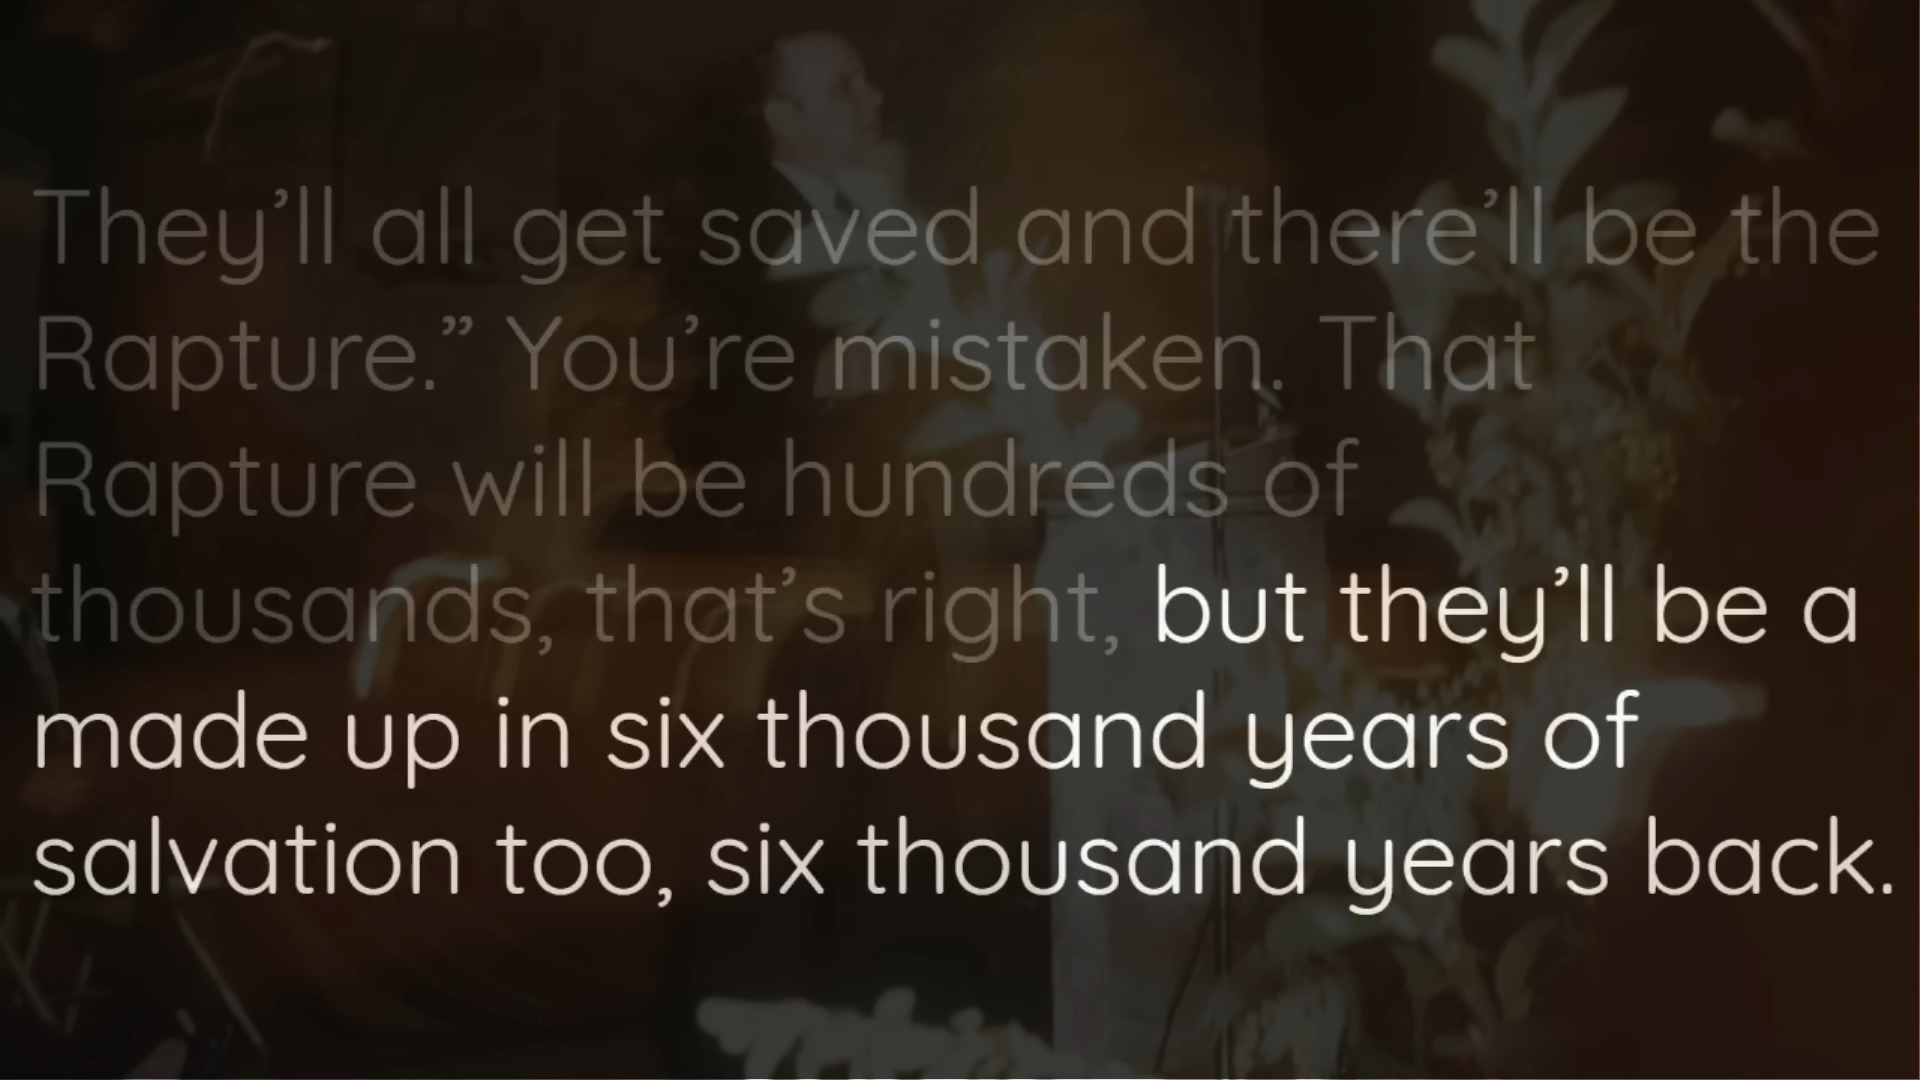 They’ll all get saved and there’ll be the
Rapture.” You’re mistaken. That
Rapture will be hundreds of
thousands, that’s right, but they’ll be a
made up in six thousand years of
salvation too, six thousand years back.